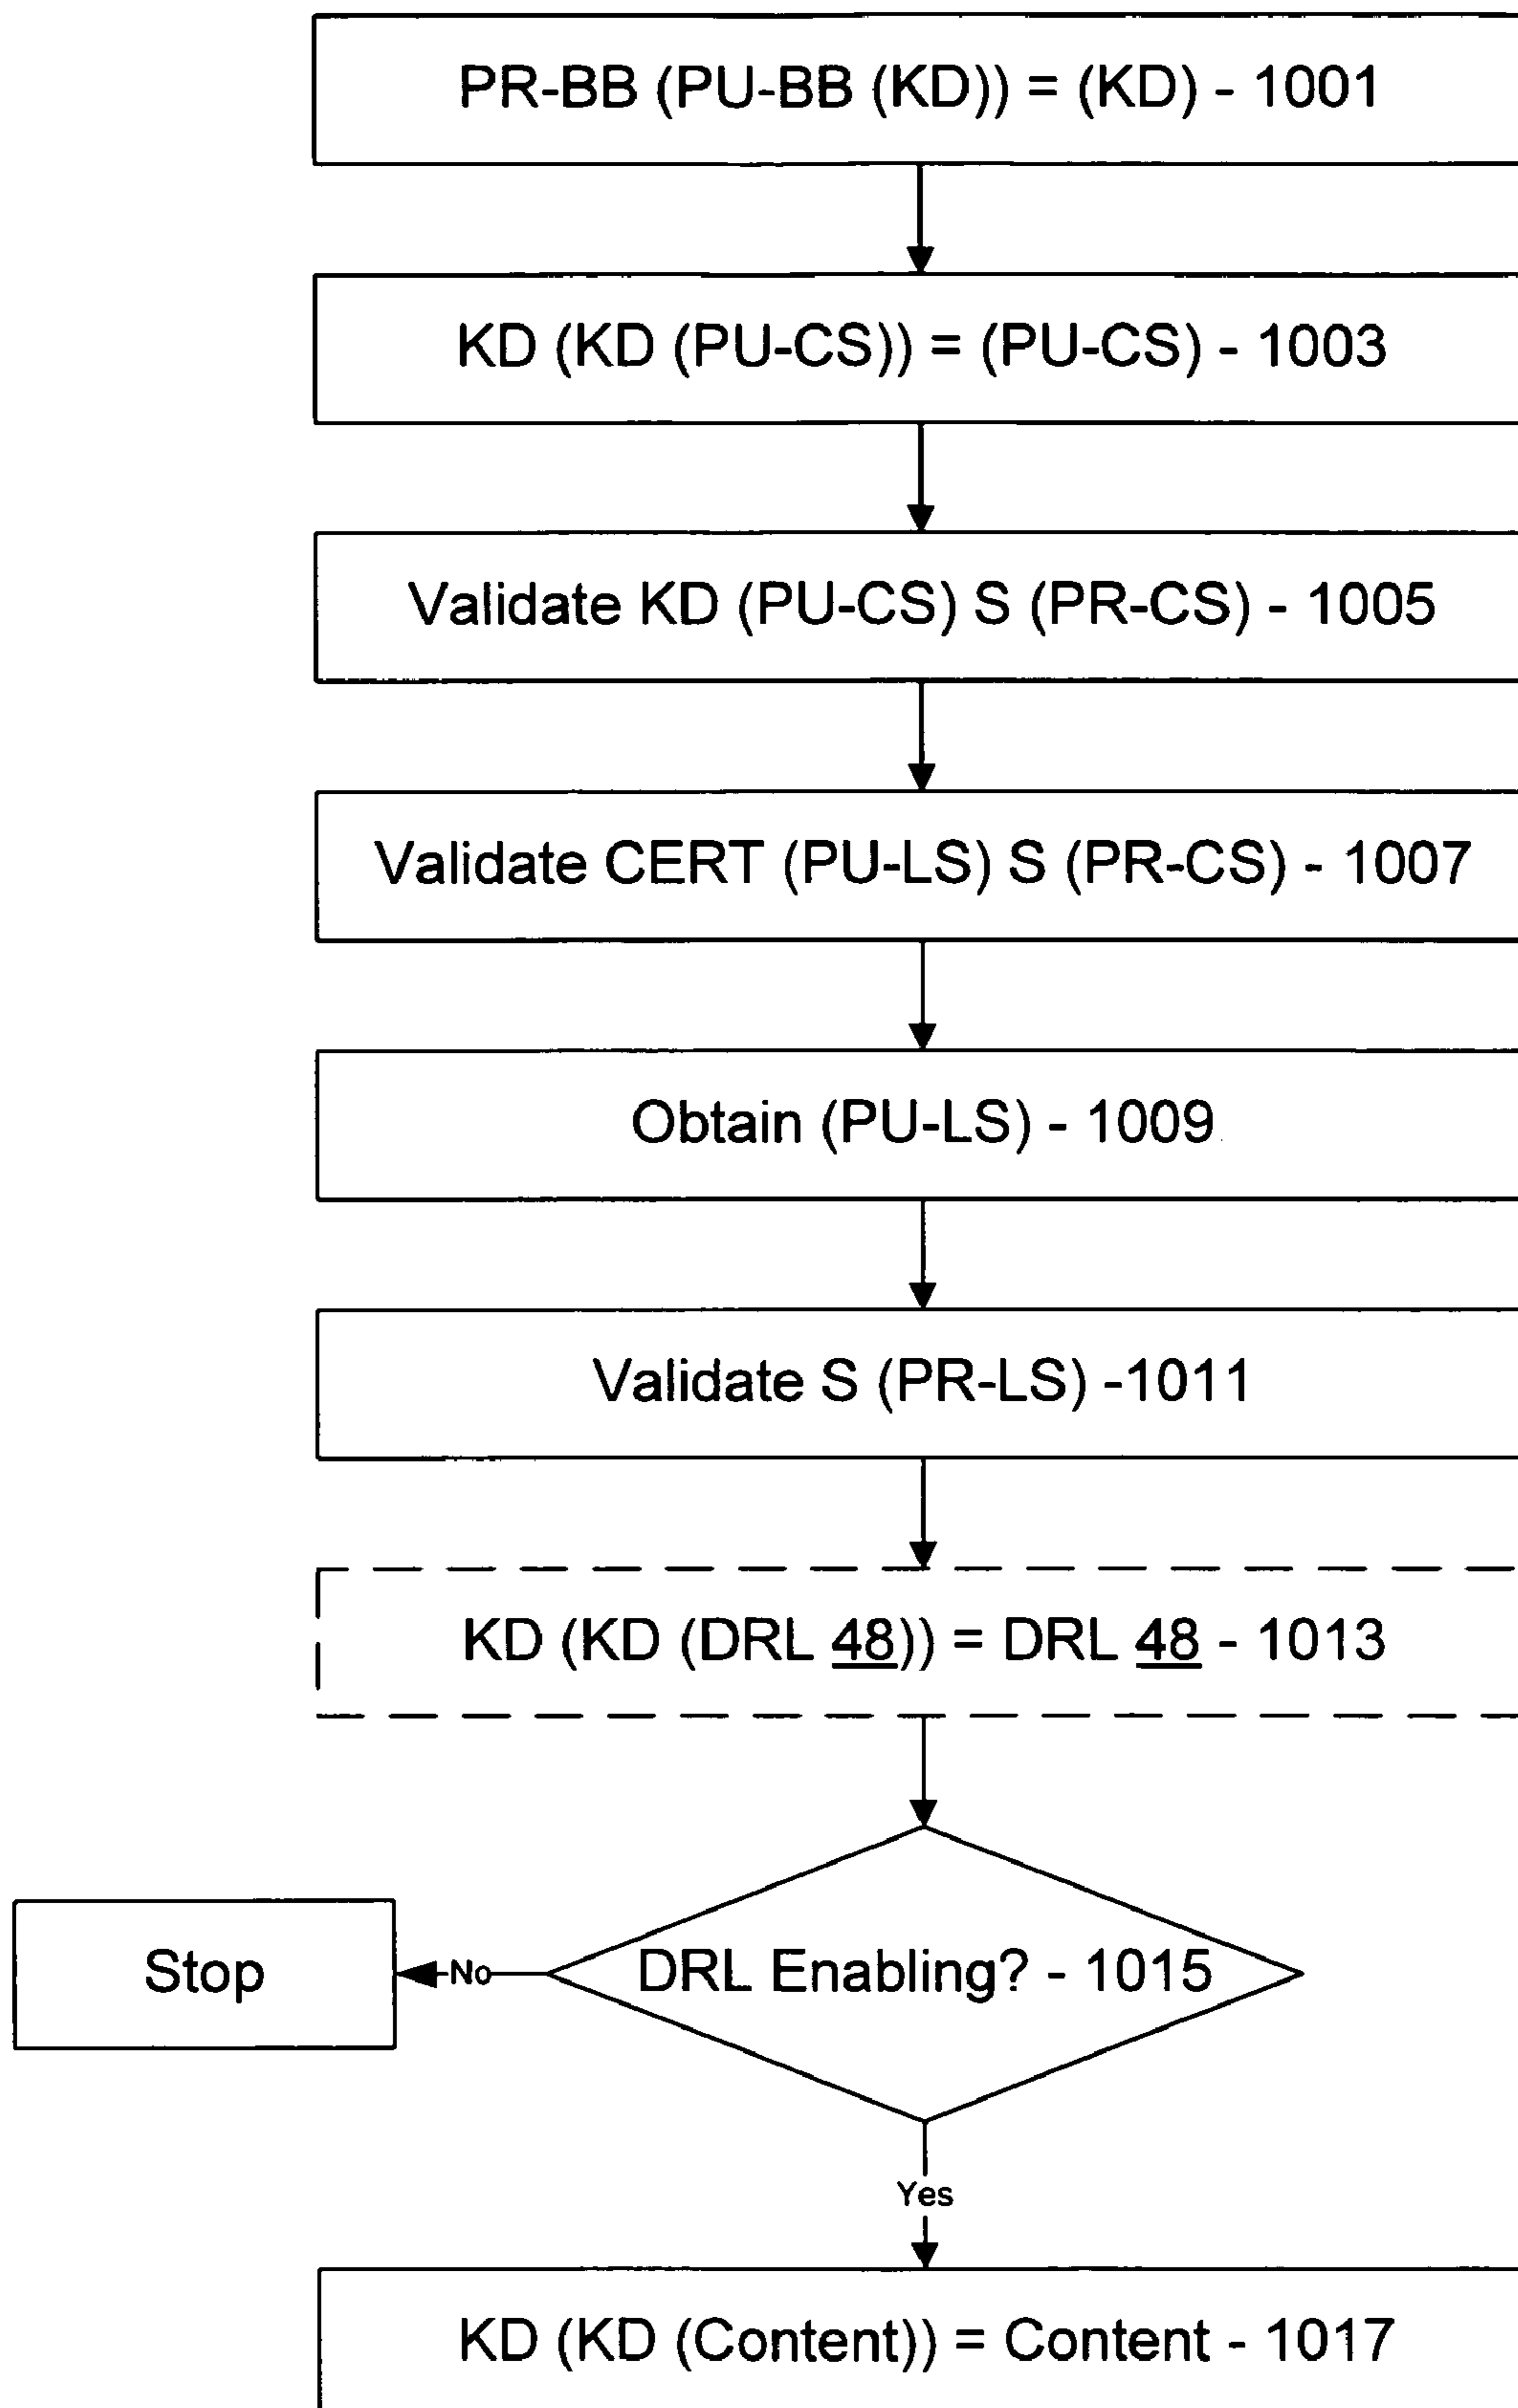 PR-BB (PU-BB (KD)) = (KD) - 1001
KD (KD (PU-CS)) = (PU-CS) - 1003
Validate KD (PU-CS) S (PR-CS) - 1005
Validate CERT (PU-LS) S (PR-CS) - 1007
Obtain (PU-LS) - 1009
Validate S (PR-LS) -1011
KD (KD (DRL 48)) = DRL 48 - 1013
DRL Enabling? - 1015
No
Stop
Yes
KD (KD (Content)) = Content - 1017